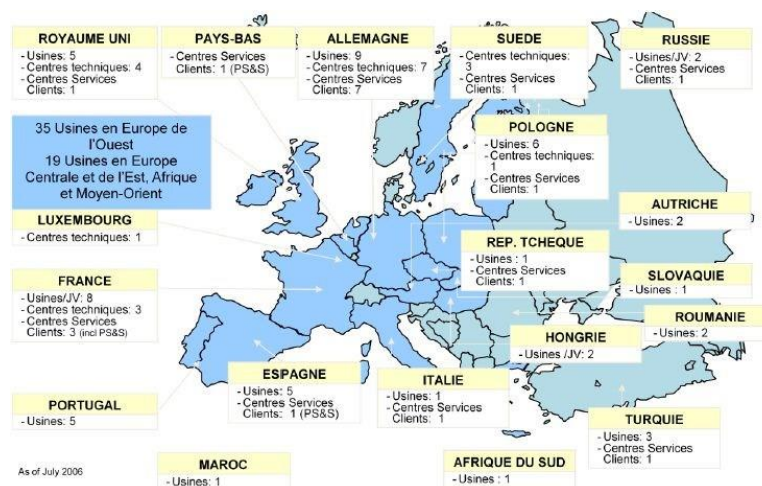 ROYAUME UNI
- Usines: 5
- Centres techniques: 4
- Centres Services
Clients: 1
PAYS-BAS
- Centres Services
Clients: 1 (PS&S)
ALLEMAGNE
- Usines: 9
- Centres techniques: 7
- Centres Services
Clients: 7
SUEDE
- Centres techniques:
3
- Centres Services
Clients: 1
RUSSIE
- Usines/JV: 2
- Centres Services
Clients: 1
35 Usines en Europe de
l'Ouest
19 Usines en Europe
Centrale et de l'Est, Afrique
et Moyen-Orient
POLOGNE
- Usines: 6
- Centres techniques:
1
- Centres Services
Clients: 1
LUXEMBOURG
- Centres techniques: 1
AUTRICHE
- Usines: 2
REP. TCHEQUE
- Usines : 1
- Centres Services
Clients: 1
SLOVAQUIE
- Usines : 1
FRANCE
- Usines/JV: 8
- Centres techniques: 3
- Centres Services
Clients: 3 (incl PS&S)
ROUMANIE
- Usines: 2
HONGRIE
- Usines /JV: 2
ESPAGNE
- Usines: 5
- Centres Services
Clients: 1 (PS&S)
ITALIE
- Usines: 1
- Centres Services
Clients: 1
PORTUGAL
- Usines: 5
TURQUIE
- Usines: 3
- Centres Services
Clients: 1
MAROC
- Usines: 1
AFRIQUE DU SUD
- Usines : 1
As of July 2006